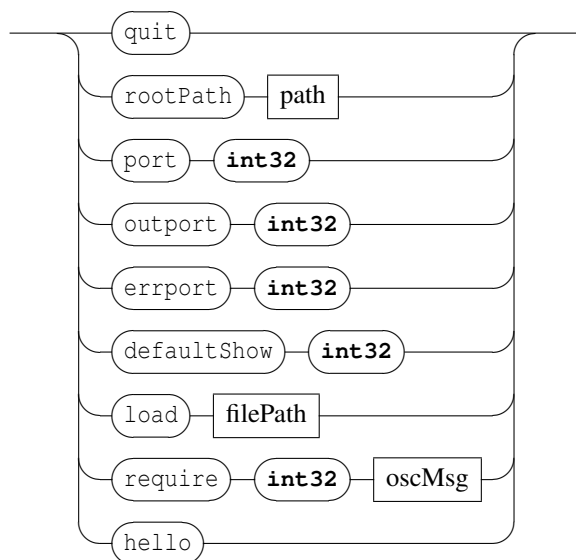 quit
rootPath path
port int32
outport int32
errport int32
defaultShow int32
load filePath
require int32 oscMsg
hello